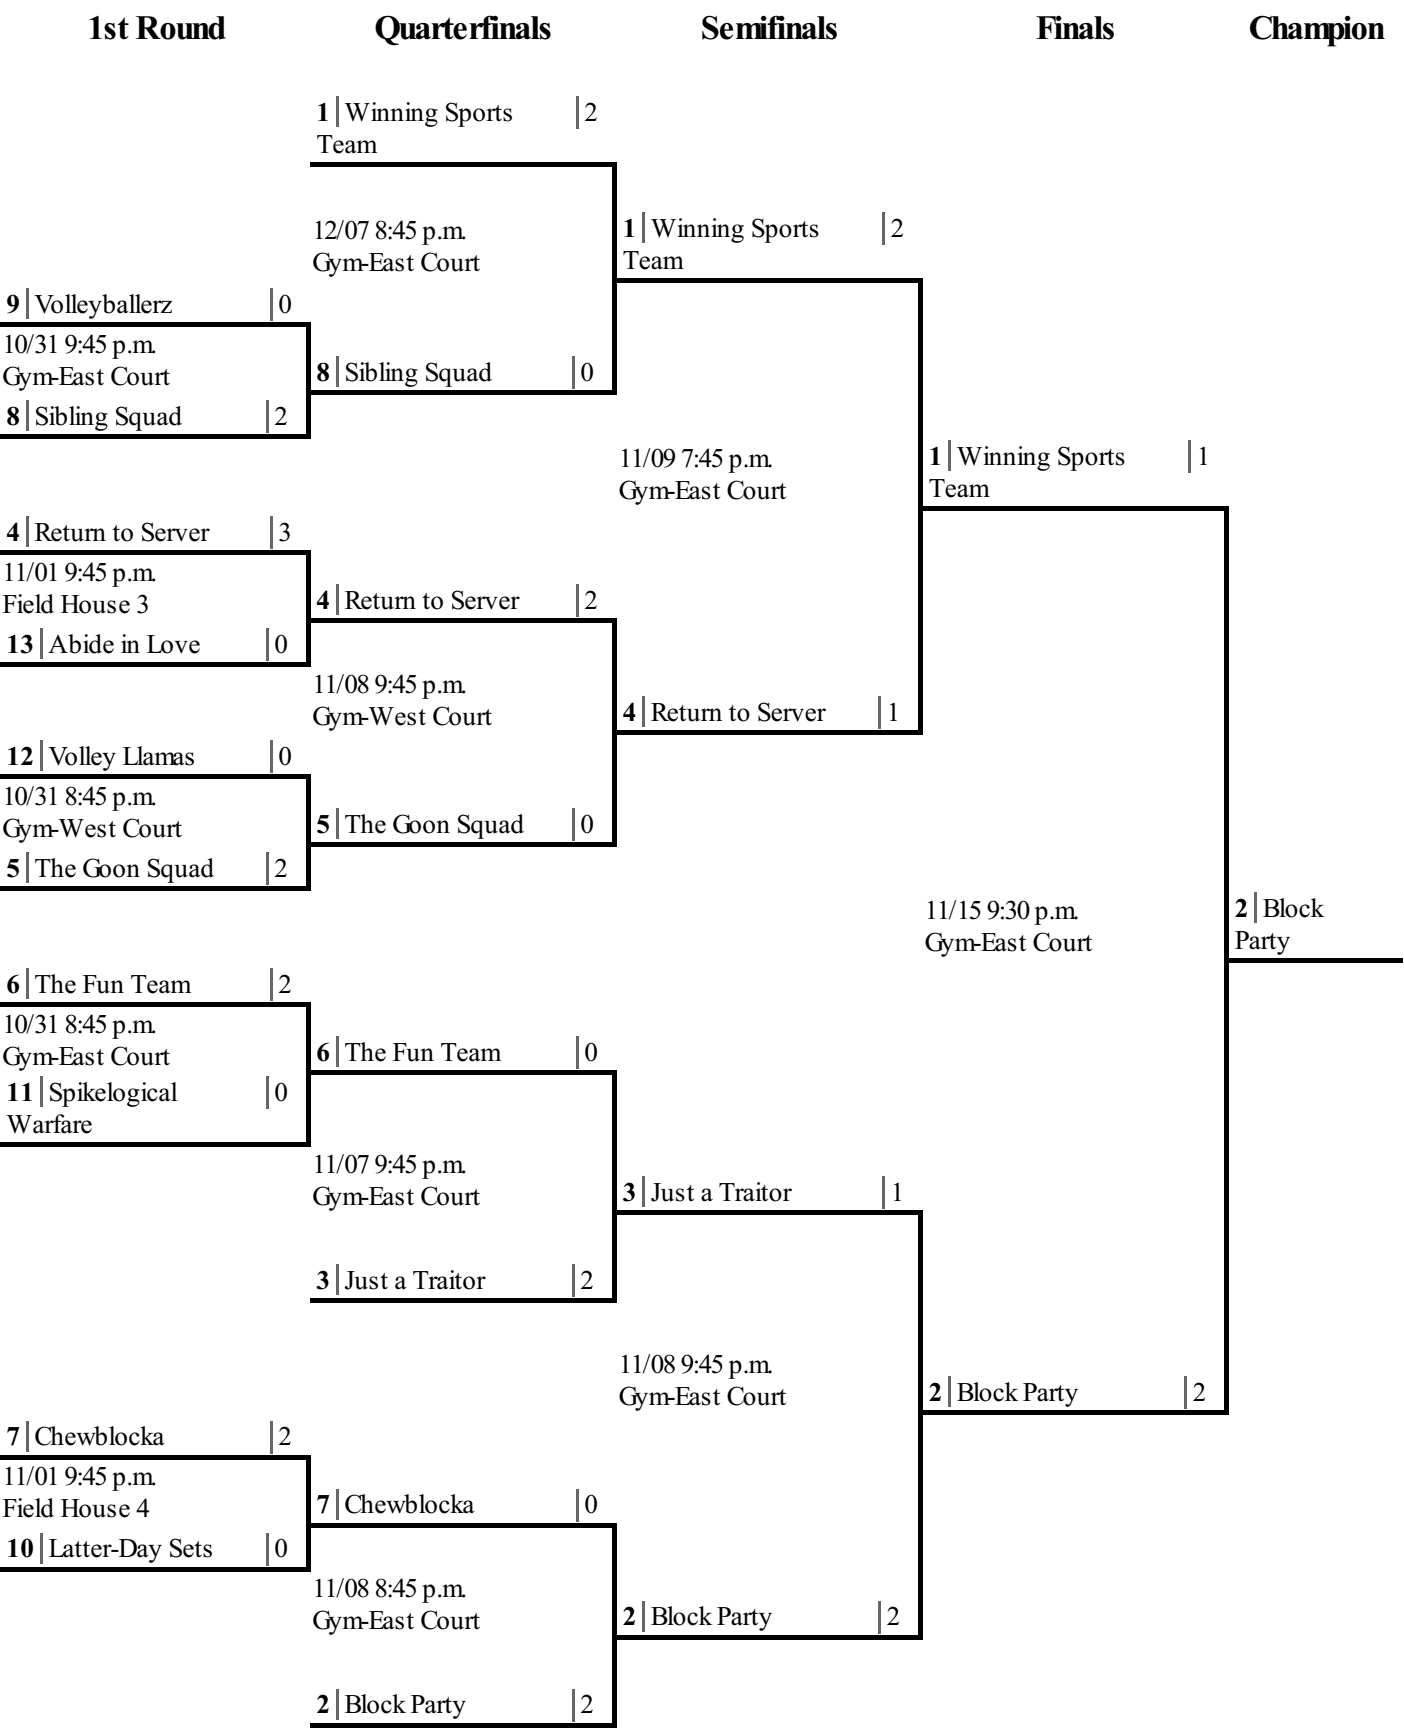 1st Round Quarterfinals Semifinals Finals Champion
1 Winning Sports 2
Team
12/07 8:45 p.m.
Gym-East Court
1 Winning Sports 2
Team
9 Volleyballerz 0
10/31 9:45 p.m.
Gym-East Court
8 Sibling Squad 2
8 Sibling Squad 0
11/09 7:45 p.m.
Gym-East Court
1 Winning Sports 1
Team
4 Return to Server 3
11/01 9:45 p.m.
Field House 3
13 Abide in Love 0
4 Return to Server 2
11/08 9:45 p.m.
Gym-West Court
4 Return to Server 1
12 Volley Llamas 0
10/31 8:45 p.m.
Gym-West Court
5 The Goon Squad 2
5 The Goon Squad 0
11/15 9:30 p.m.
Gym-East Court
2 Block
Party
6 The Fun Team 2
10/31 8:45 p.m.
Gym-East Court
11 Spikelogical 0
Warfare
6 The Fun Team 0
11/07 9:45 p.m.
Gym-East Court
3 Just a Traitor 2
3 Just a Traitor 1
11/08 9:45 p.m.
Gym-East Court
2 Block Party 2
7 Chewblocka 2
11/01 9:45 p.m.
Field House 4
10 Latter-Day Sets 0
7 Chewblocka 0
11/08 8:45 p.m.
Gym-East Court
2 Block Party 2
2 Block Party 2